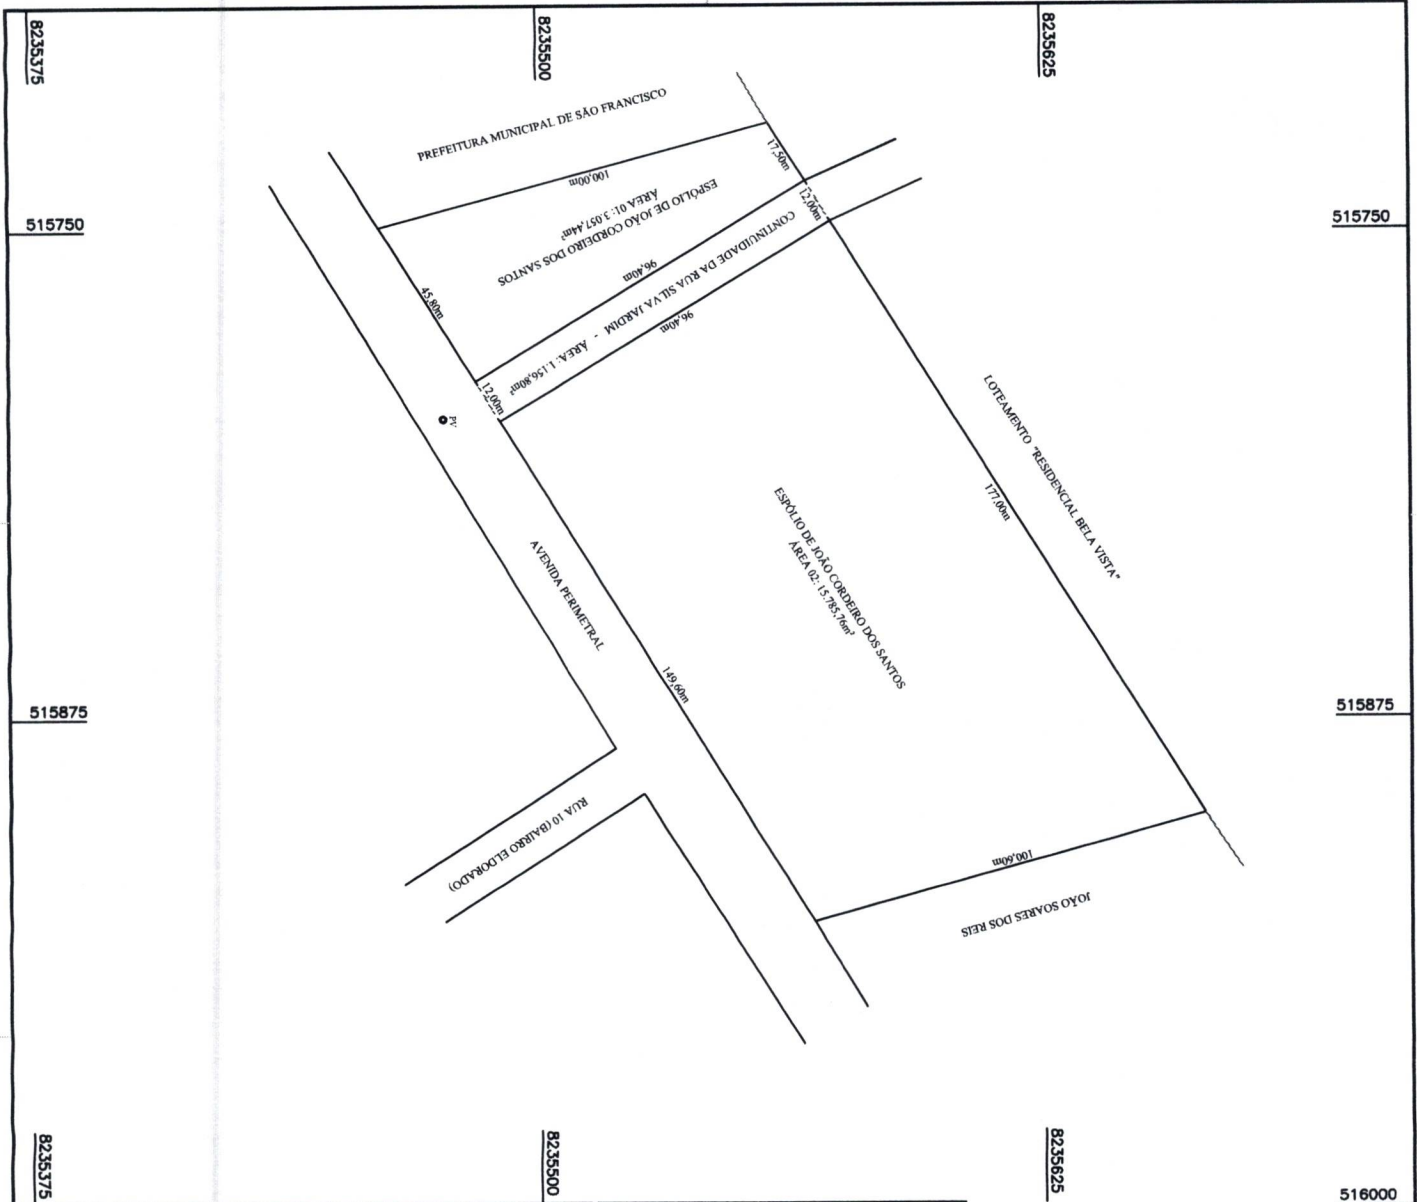 8235375
8235500
8235625
PREFEITURA MUNICIPAL DE SÃO FRANCISCO
100,00m
17,50m
ESPÓLIO DE JOÃO CORDEIRO DOS SANTOS
ÁREA 01: 3.057,44m²
12,00m
515750
515750
45,80m
96,40m
CONTINUIDADE DA RUA SILVA JARDIM - ÁREA: 1.156,80m²
96,40m
12,00m
PV
LOTEAMENTO "RESIDENCIAL BELA VISTA"
177,00m
ESPÓLIO DE JOÃO CORDEIRO DOS SANTOS
ÁREA 02: 15.785,76m²
AVENIDA PERIMETRAL
149,60m
515875
515875
RUA 10 (BAIRRO ELDORADO)
100,60m
JOÃO SOARES DOS REIS
8235375
8235500
8235625
516000